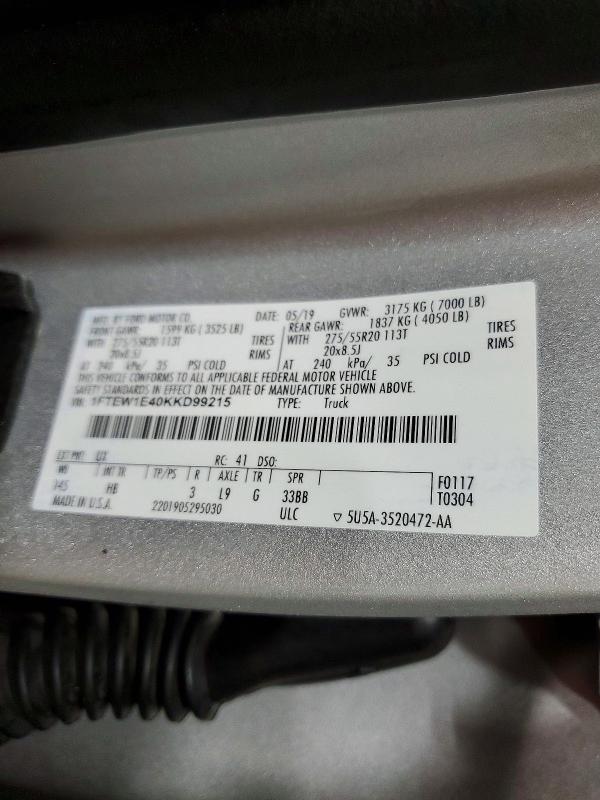 MFD. BY FORD MOTOR CO. DATE: 05/19 GVWR: 3175 KG ( 7000 LB)
FRONT GAWR: 1599 KG ( 3525 LB) REAR GAWR: 1837 KG ( 4050 LB)
WITH 275/55R20 113T TIRES WITH 275/55R20 113T TIRES
20x8.5J RIMS 20x8.5J RIMS
AT 240 kPa/ 35 PSI COLD AT 240 kPa/ 35 PSI COLD
THIS VEHICLE CONFORMS TO ALL APPLICABLE FEDERAL MOTOR VEHICLE
SAFETY STANDARDS IN EFFECT ON THE DATE OF MANUFACTURE SHOWN ABOVE.
VIN: 1FTEW1E40KKD99215 TYPE: Truck
EXT PNT: UX RC: 41 DSO:
WB INT TR TP/PS R AXLE TR SPR F0117
145 HB 3 L9 G 33BB T0304
MADE IN U.S.A. 2201905295030 ULC ▽ 5U5A-3520472-AA